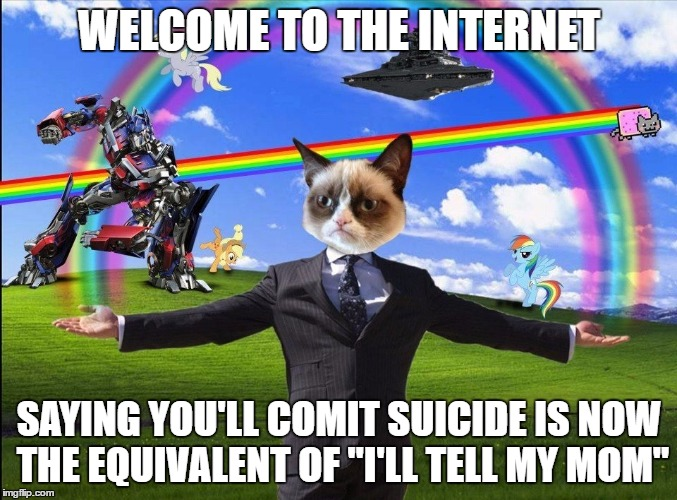 WELCOME TO THE INTERNET
SAYING YOU'LL COMIT SUICIDE IS NOW
THE EQUIVALENT OF "I'LL TELL MY MOM"
imgflip.com